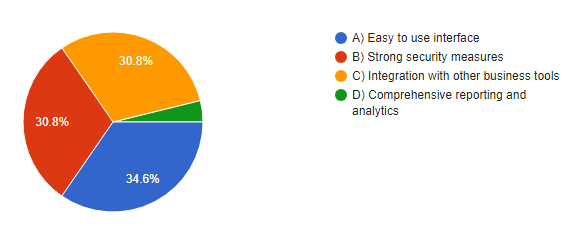 30.8%
30.8%
34.6%
A) Easy to use interface
B) Strong security measures
C) Integration with other business tools
D) Comprehensive reporting and
analytics